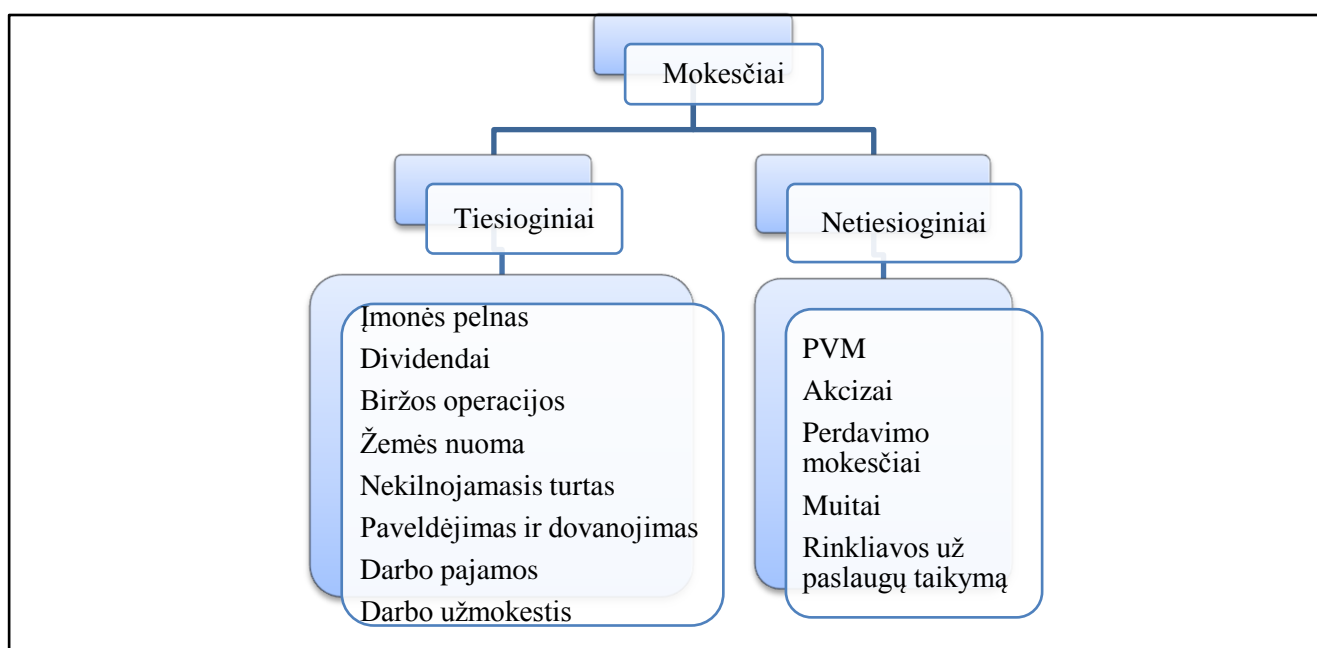 Mokesčiai
Tiesioginiai
Netiesioginiai
Įmonės pelnas
Dividendai
Biržos operacijos
Žemės nuoma
Nekilnojamasis turtas
Paveldėjimas ir dovanojimas
Darbo pajamos
Darbo užmokestis
PVM
Akcizai
Perdavimo
mokesčiai
Muitai
Rinkliavos už
paslaugų taikymą